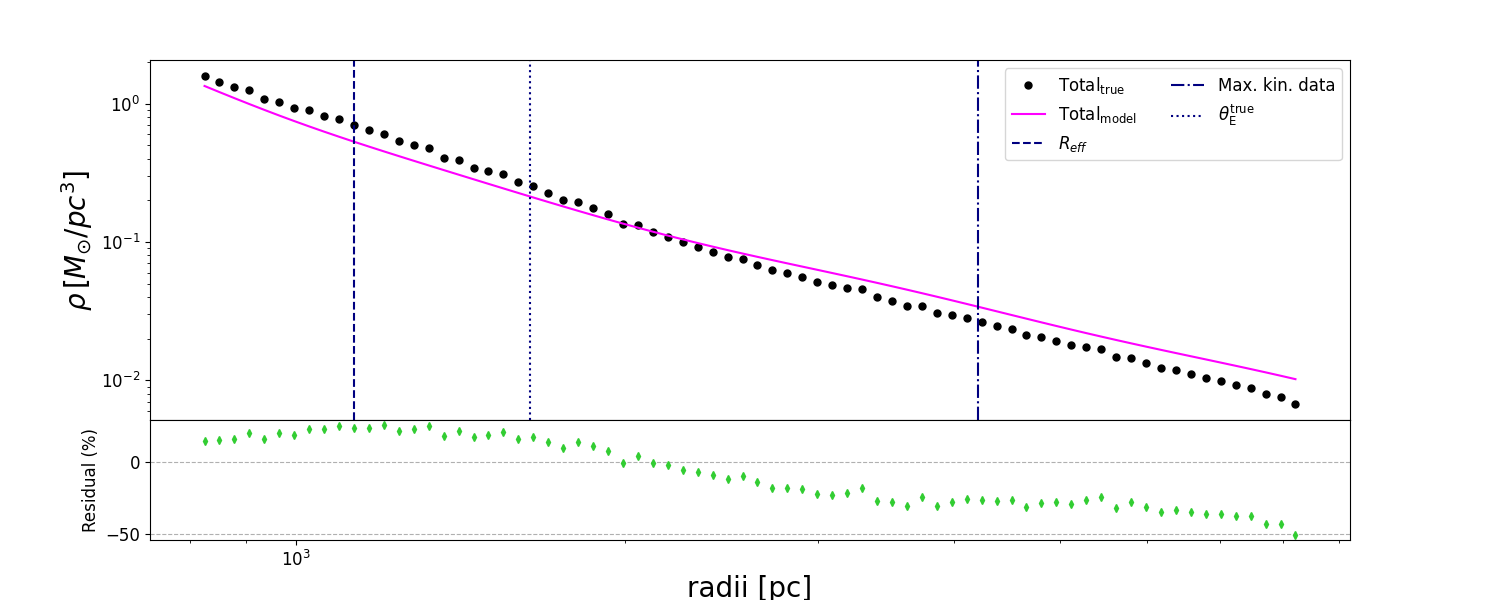 Total_true
Total_model
R_eff
Max. kin. data
θ_E^true
10^0
10^−1
10^−2
ρ [M_⊙/pc^3]
0
−50
Residual (%)
10^3
radii [pc]